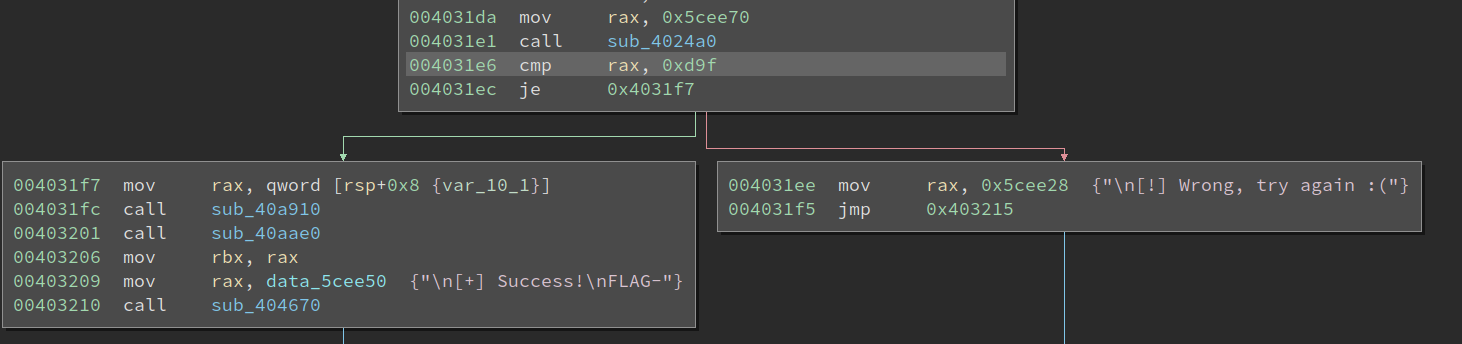 004031da mov rax, 0x5cee70
004031e1 call sub_4024a0
004031e6 cmp rax, 0xd9f
004031ec je 0x4031f7
004031f7 mov rax, qword [rsp+0x8 {var_10_1}]
004031fc call sub_40a910
00403201 call sub_40aae0
00403206 mov rbx, rax
00403209 mov rax, data_5cee50 {"\n[+] Success!\nFLAG-"}
00403210 call sub_404670
004031ee mov rax, 0x5cee28 {"\n[!] Wrong, try again :("}
004031f5 jmp 0x403215